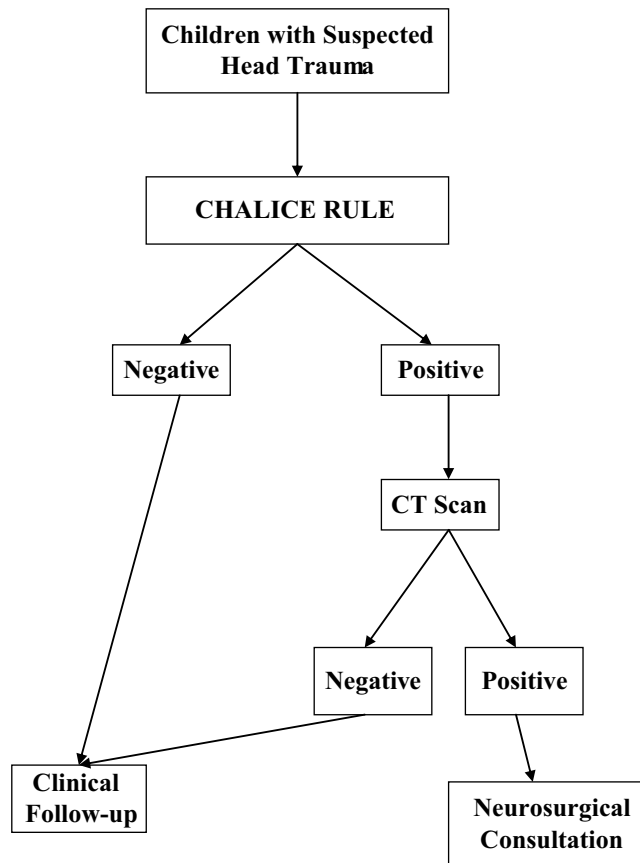 Children with Suspected
Head Trauma
CHALICE RULE
Negative
Positive
CT Scan
Negative
Positive
Clinical
Follow-up
Neurosurgical
Consultation